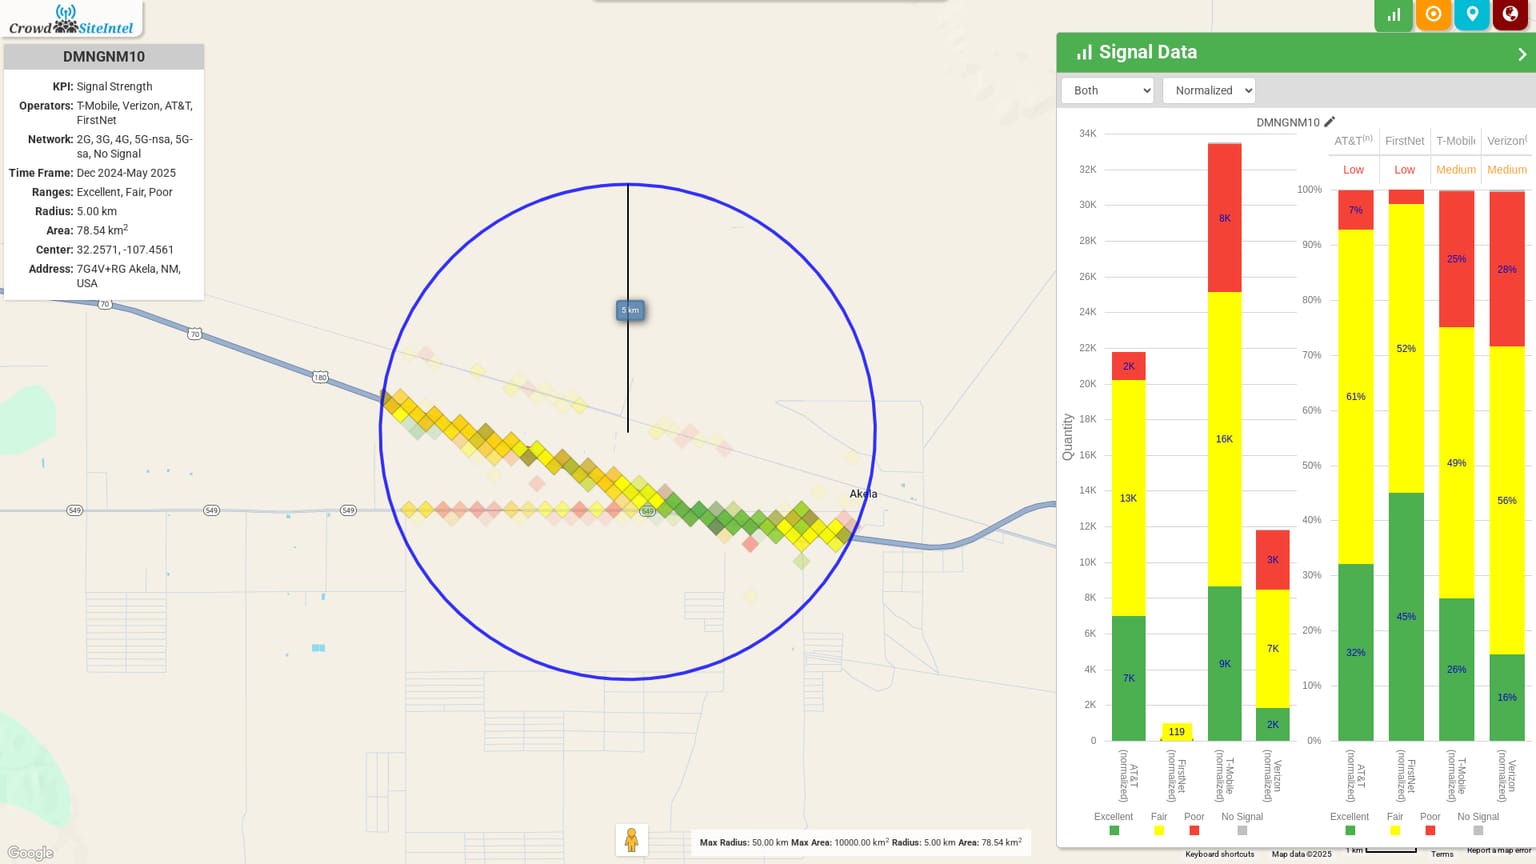 Crowd SiteIntel
DMNGNM10
KPI: Signal Strength
Operators: T-Mobile, Verizon, AT&T,
FirstNet
Network: 2G, 3G, 4G, 5G-nsa, 5G-
sa, No Signal
Time Frame: Dec 2024-May 2025
Ranges: Excellent, Fair, Poor
Radius: 5.00 km
Area: 78.54 km2
Center: 32.2571, -107.4561
Address: 7G4V+RG Akela, NM,
USA
70
70
180
5 km
549
549
549
549
Akela
Google
Max Radius: 50.00 km Max Area: 10000.00 km2 Radius: 5.00 km Area: 78.54 km2
Signal Data
Both
Normalized
DMNGNM10
34K
32K
30K
28K
26K
24K
22K
20K
18K
16K
14K
12K
10K
8K
6K
4K
2K
0
Quantity
2K
13K
7K
119
8K
16K
9K
3K
7K
2K
AT&T
(normalized)
FirstNet
(normalized)
T-Mobile
(normalized)
Verizon
(normalized)
Excellent Fair Poor No Signal
AT&T(n) FirstNet T-Mobile Verizon(
Low Low Medium Medium
100%
90%
80%
70%
60%
50%
40%
30%
20%
10%
0%
7%
61%
32%
52%
45%
25%
49%
26%
28%
56%
16%
AT&T
(normalized)
FirstNet
(normalized)
T-Mobile
(normalized)
Verizon
(normalized)
Excellent Fair Poor No Signal
Keyboard shortcuts Map data ©2025 1 km Terms Report a map error